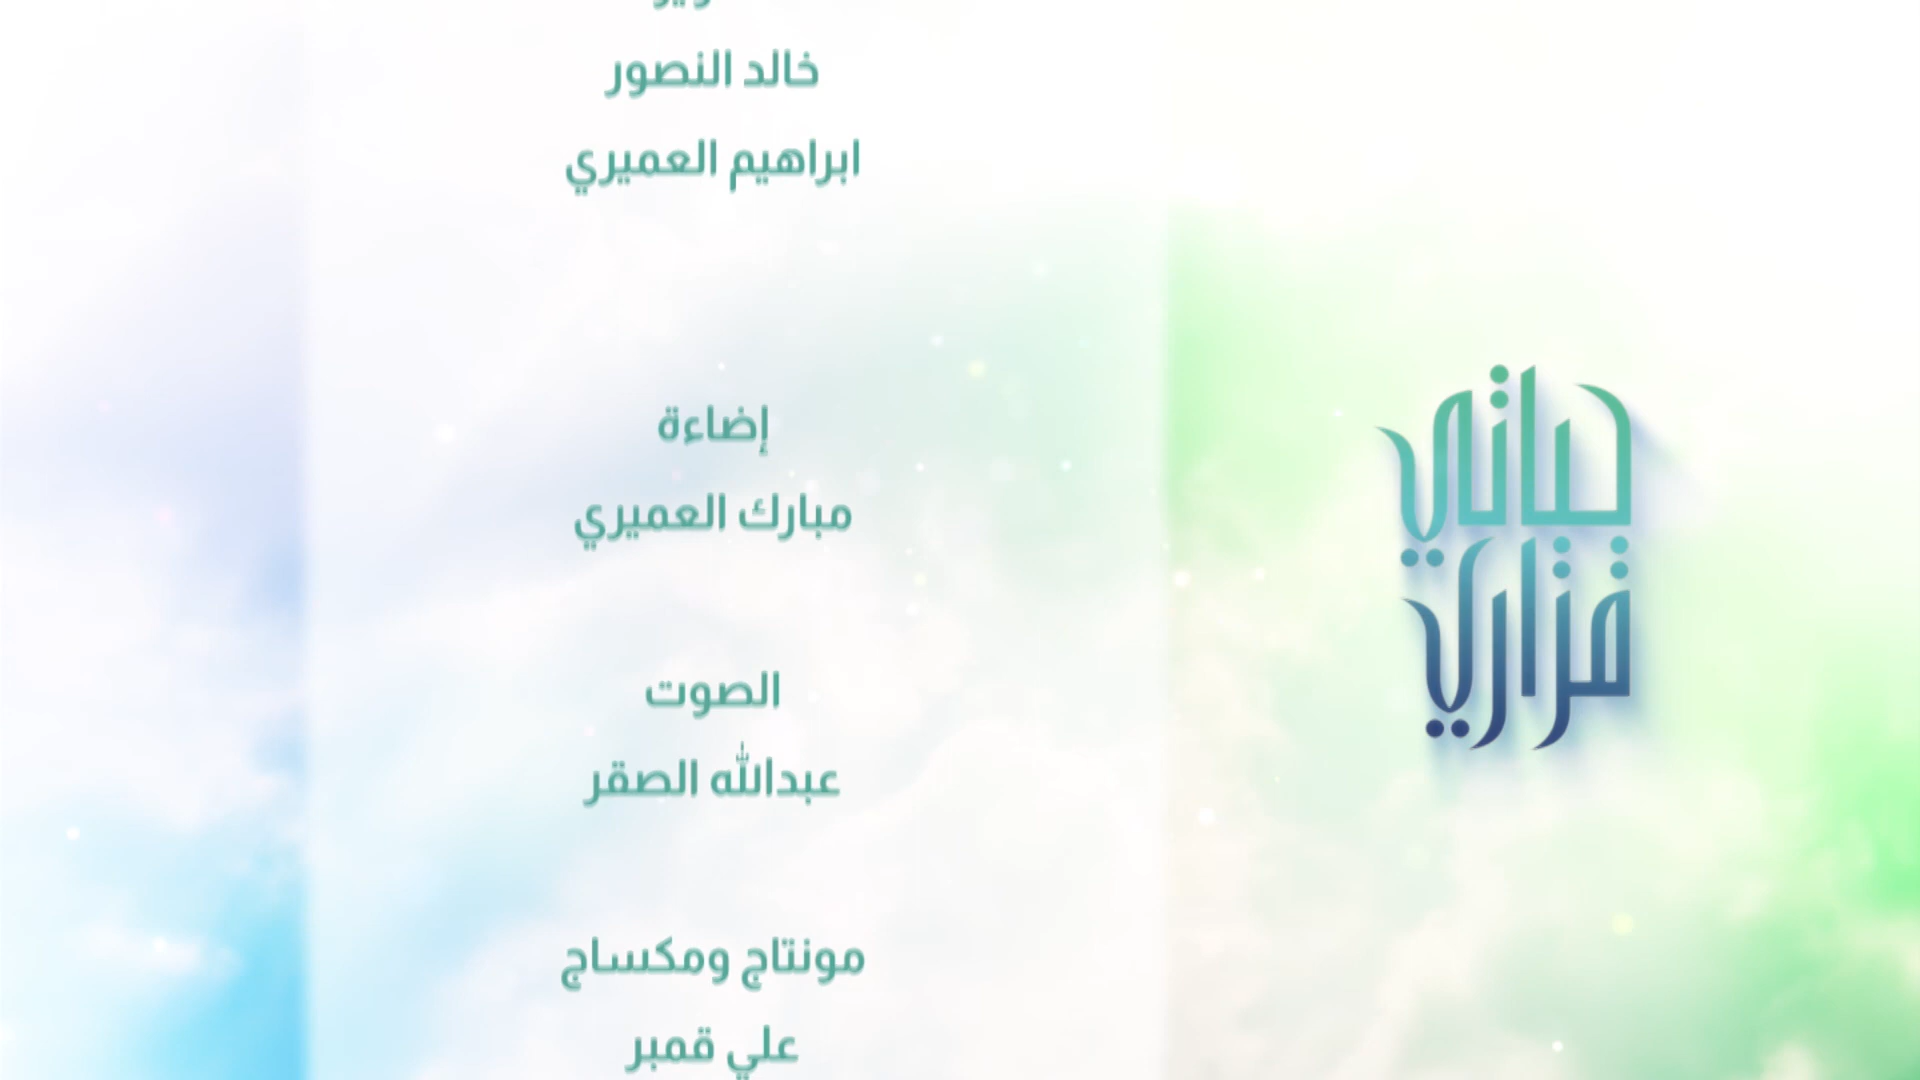 خالد النصور
ابراهيم العميري
إضاءة
مبارك العميري
الصوت
عبدالله الصقر
مونتاج ومكساج
علي قمبر
حياتي
قراري